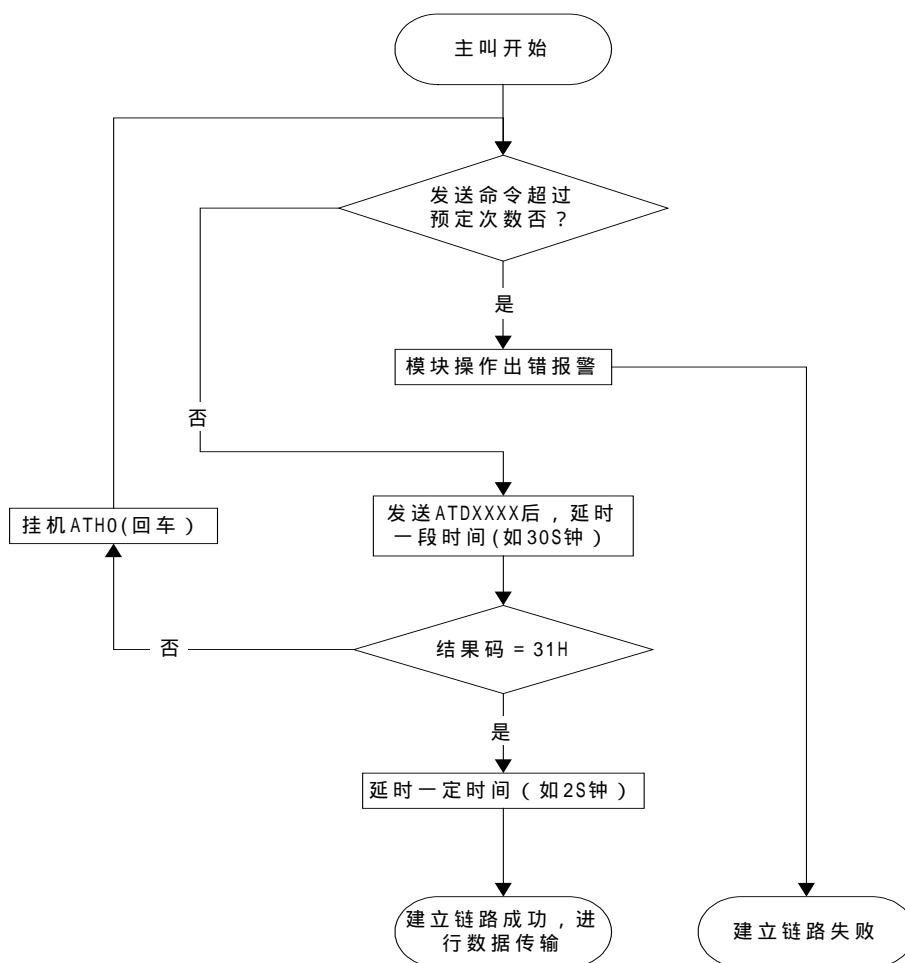 主叫开始
发送命令超过
预定次数否？
是
模块操作出错报警
否
挂机ATH0(回车）
发送ATDXXXX后，延时
一段时间(如30S钟）
否
结果码=31H
是
延时一定时间（如2S钟）
建立链路成功，进
行数据传输
建立链路失败